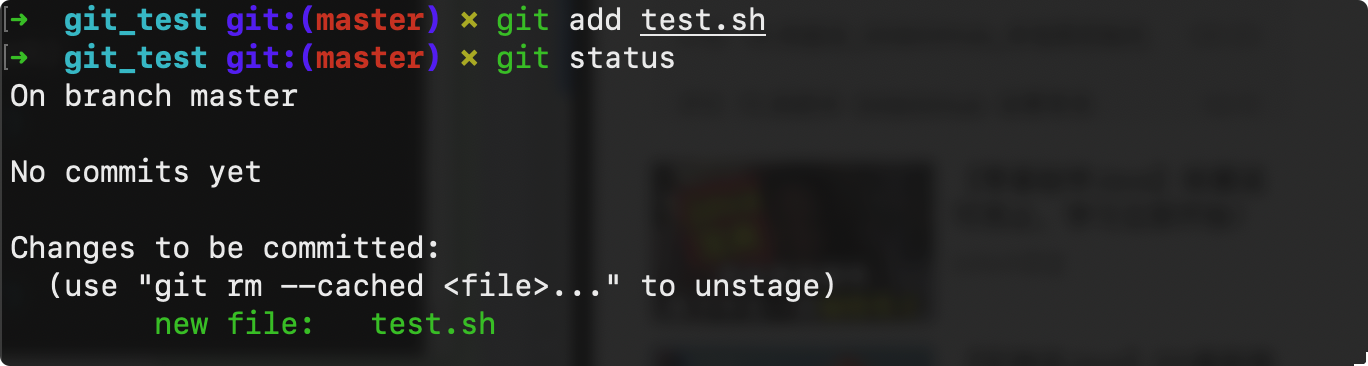 ➜  git_test git:(master) ✗ git add test.sh
➜  git_test git:(master) ✗ git status
On branch master
No commits yet
Changes to be committed:
  (use "git rm --cached <file>..." to unstage)
        new file:   test.sh